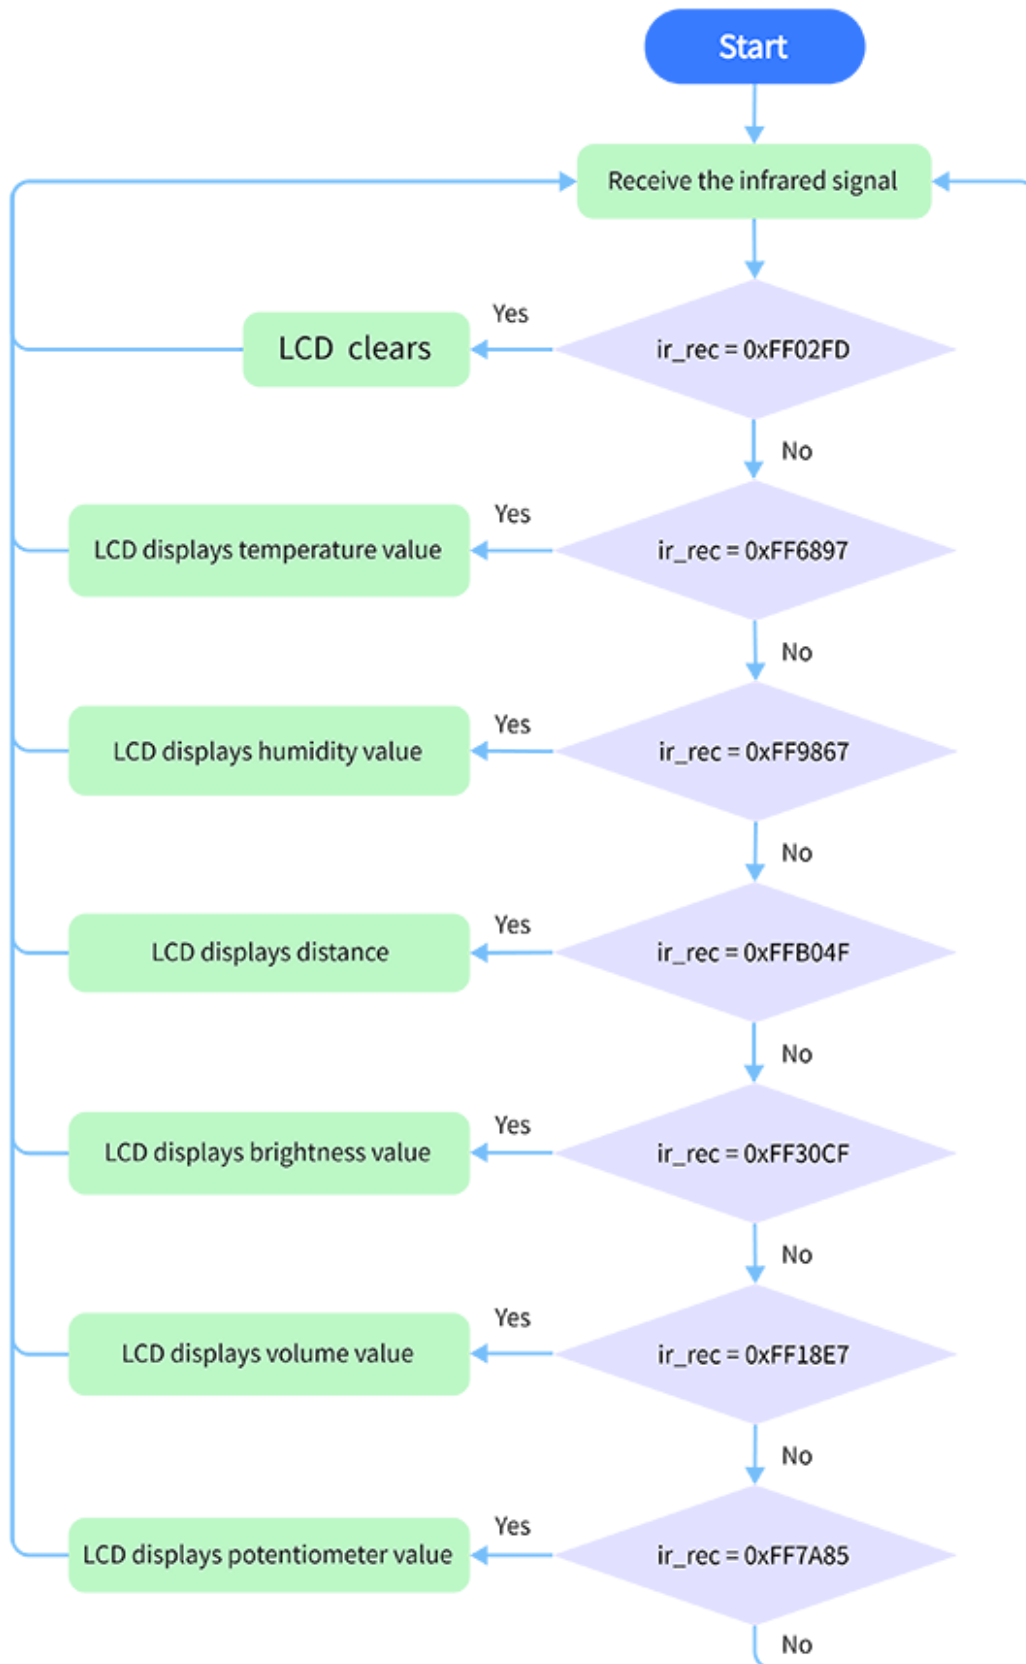 Start
Receive the infrared signal
Yes
LCD  clears
ir_rec = 0xFF02FD
No
Yes
LCD displays temperature value
ir_rec = 0xFF6897
No
Yes
LCD displays humidity value
ir_rec = 0xFF9867
No
Yes
LCD displays distance
ir_rec = 0xFFB04F
No
Yes
LCD displays brightness value
ir_rec = 0xFF30CF
No
Yes
LCD displays volume value
ir_rec = 0xFF18E7
No
Yes
LCD displays potentiometer value
ir_rec = 0xFF7A85
No